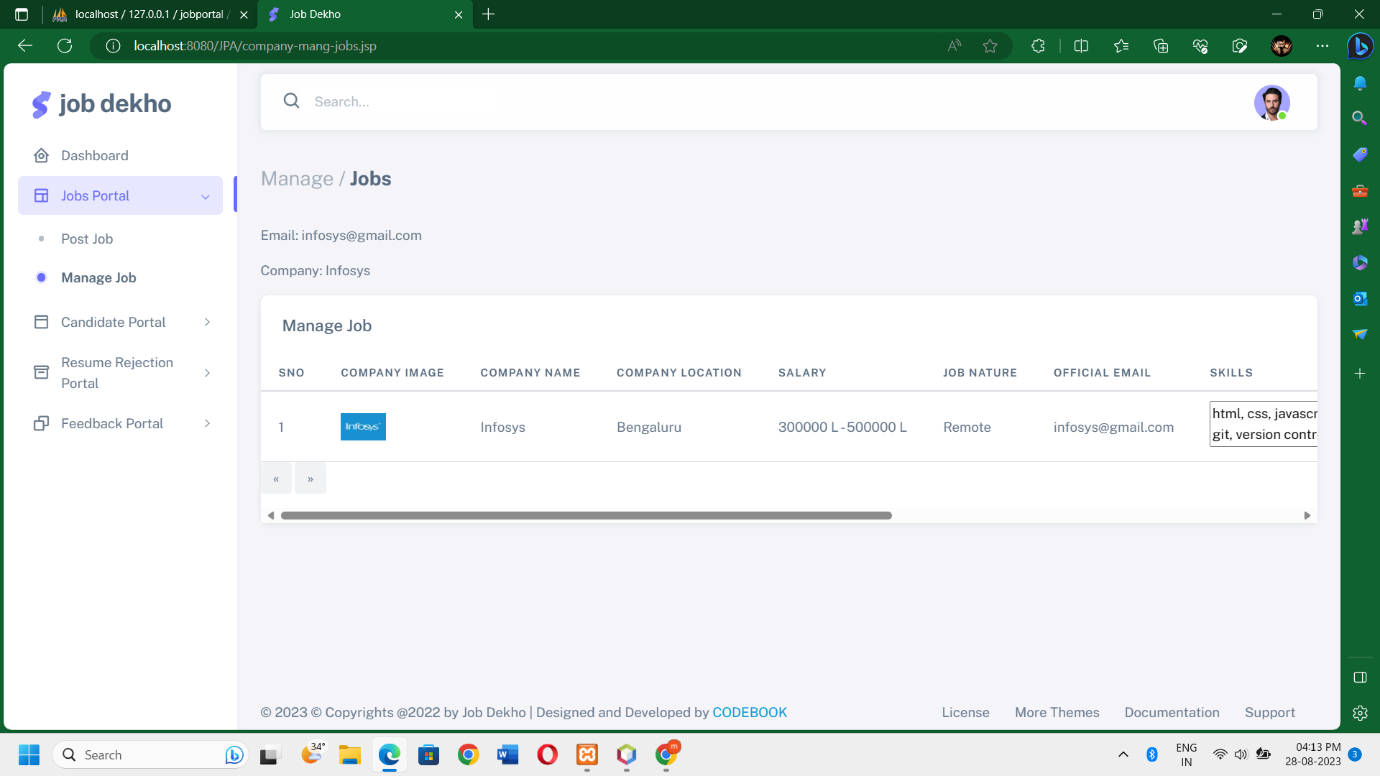 localhost / 127.0.0.1 / jobportal /
Job Dekho
localhost:8080/JPA/company-mang-jobs.jsp
job dekho
Search...
Dashboard
Manage / Jobs
Jobs Portal
Email: infosys@gmail.com
Post Job
Company: Infosys
Manage Job
Candidate Portal
Manage Job
Resume Rejection
Portal
Feedback Portal
SNO COMPANY IMAGE COMPANY NAME COMPANY LOCATION SALARY JOB NATURE OFFICIAL EMAIL SKILLS
1 Infosys Infosys Bengaluru 300000 L - 500000 L Remote infosys@gmail.com
html, css, javascr
git, version contr
« »
© 2023 © Copyrights @2022 by Job Dekho | Designed and Developed by CODEBOOK
License More Themes Documentation Support
Search
34°
m
ENG
IN
04:13 PM
28-08-2023
3